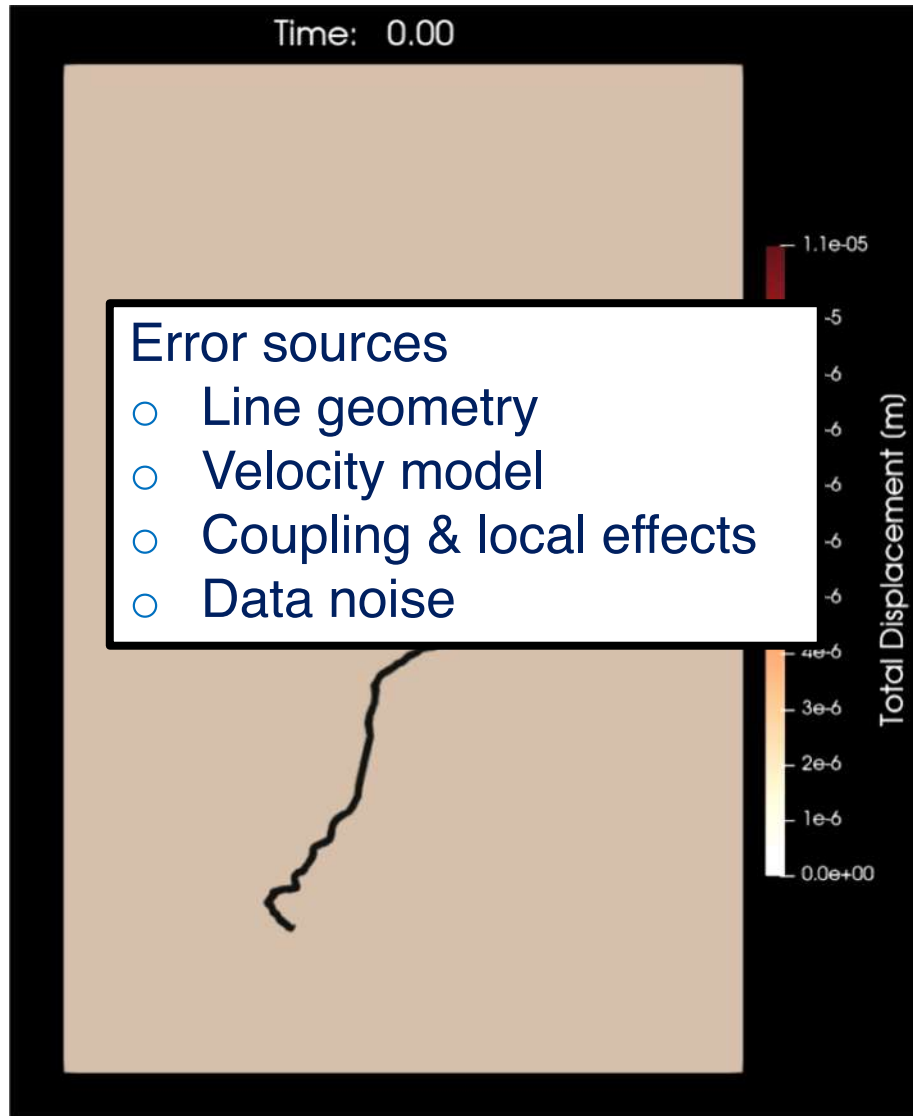 Time: 0.00
Error sources
○ Line geometry
○ Velocity model
○ Coupling & local effects
○ Data noise
1.1e-05
-5
-6
-6
-6
-6
-6
4e-6
3e-6
2e-6
1e-6
0.0e+00
Total Displacement (m)